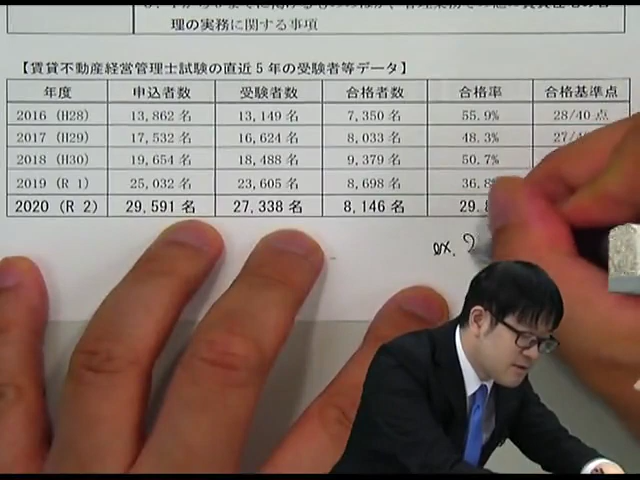 理の実務に関する事項
【賃貸不動産経営管理士試験の直近5年の受験者等データ】
年度 申込者数 受験者数 合格者数 合格率 合格基準点
2016 (H28) 13,862 名 13,149 名 7,350 名 55.9% 28/40 点
2017 (H29) 17,532 名 16,624 名 8,033 名 48.3%
2018 (H30) 19,654 名 18,488 名 9,379 名 50.7%
2019 (R 1) 25,032 名 23,605 名 8,698 名
2020 (R 2) 29,591 名 27,338 名 8,146 名
ex. 2